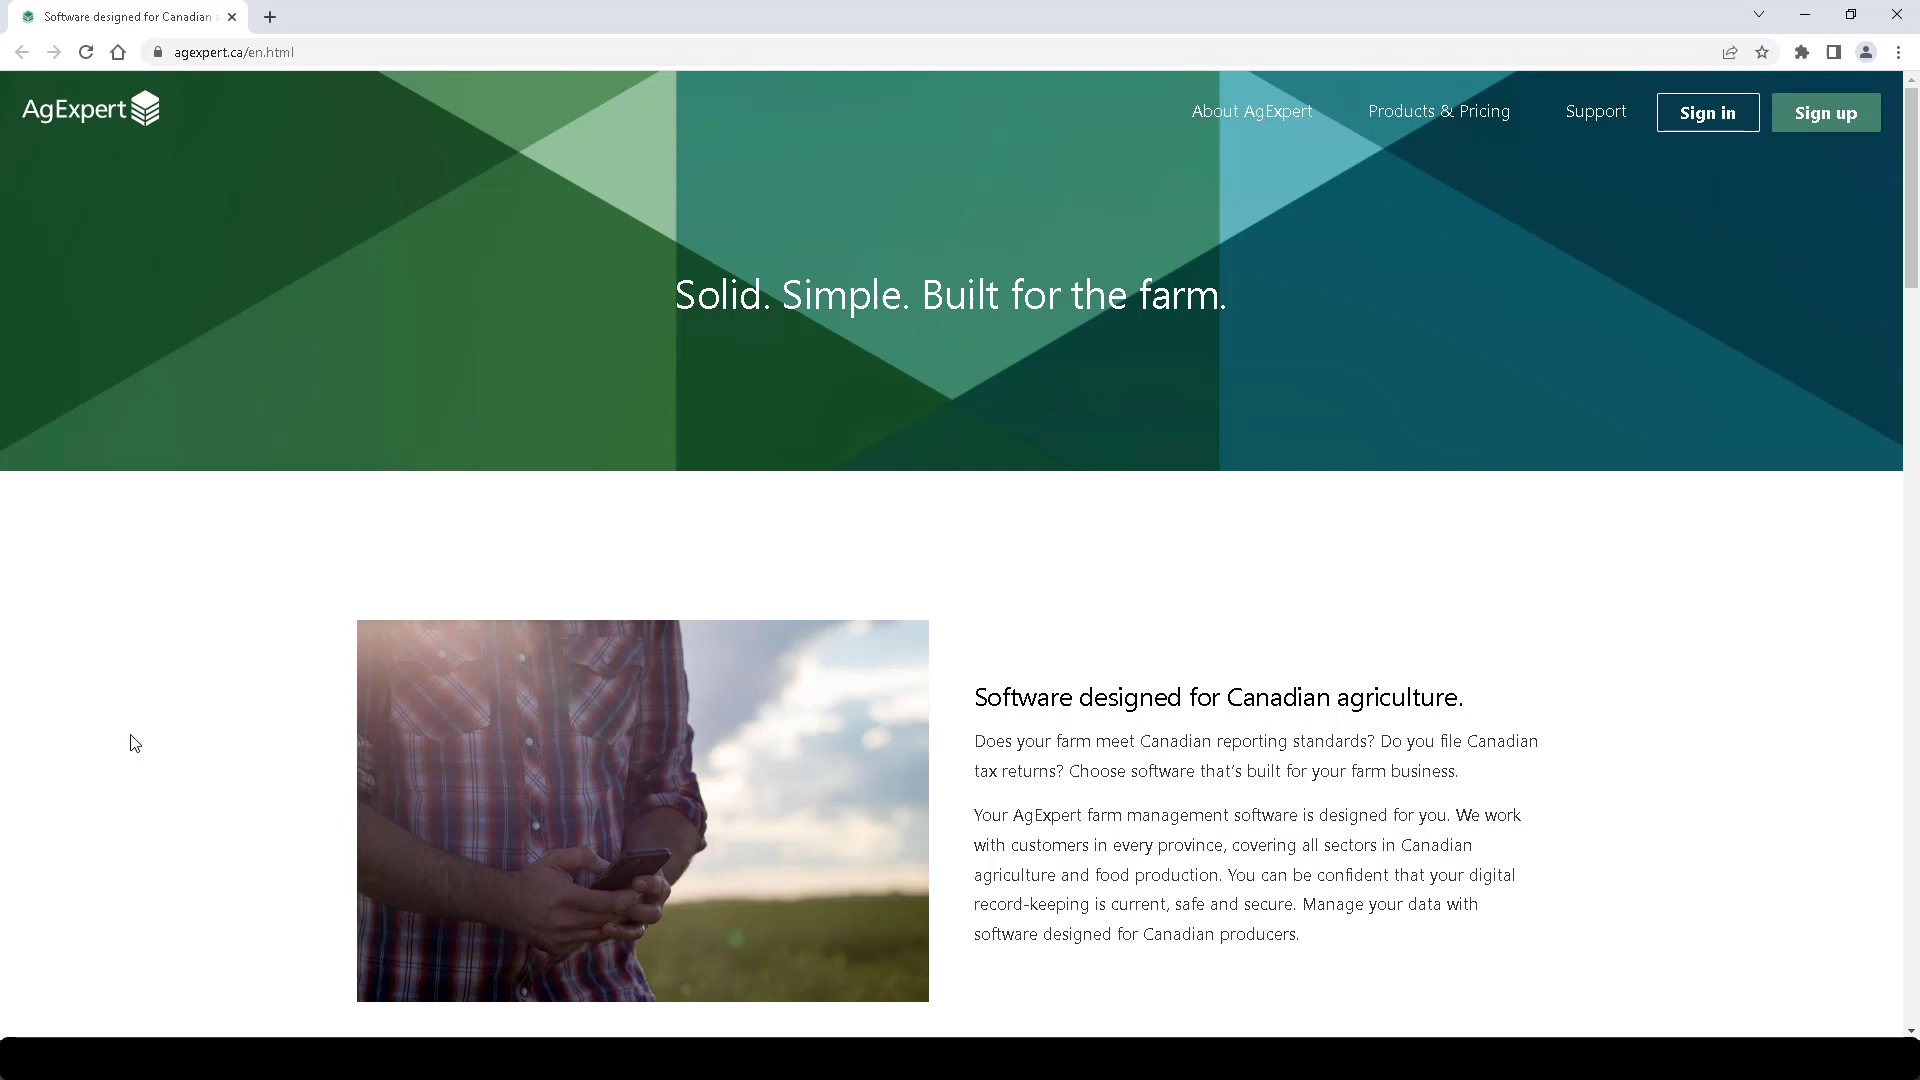 Software designed for Canadian
agexpert.ca/en.html
AgExpert
About AgExpert
Products & Pricing
Support
Sign in
Sign up
Solid. Simple. Built for the farm.
Software designed for Canadian agriculture.
Does your farm meet Canadian reporting standards? Do you file Canadian
tax returns? Choose software that’s built for your farm business.
Your AgExpert farm management software is designed for you. We work
with customers in every province, covering all sectors in Canadian
agriculture and food production. You can be confident that your digital
record-keeping is current, safe and secure. Manage your data with
software designed for Canadian producers.